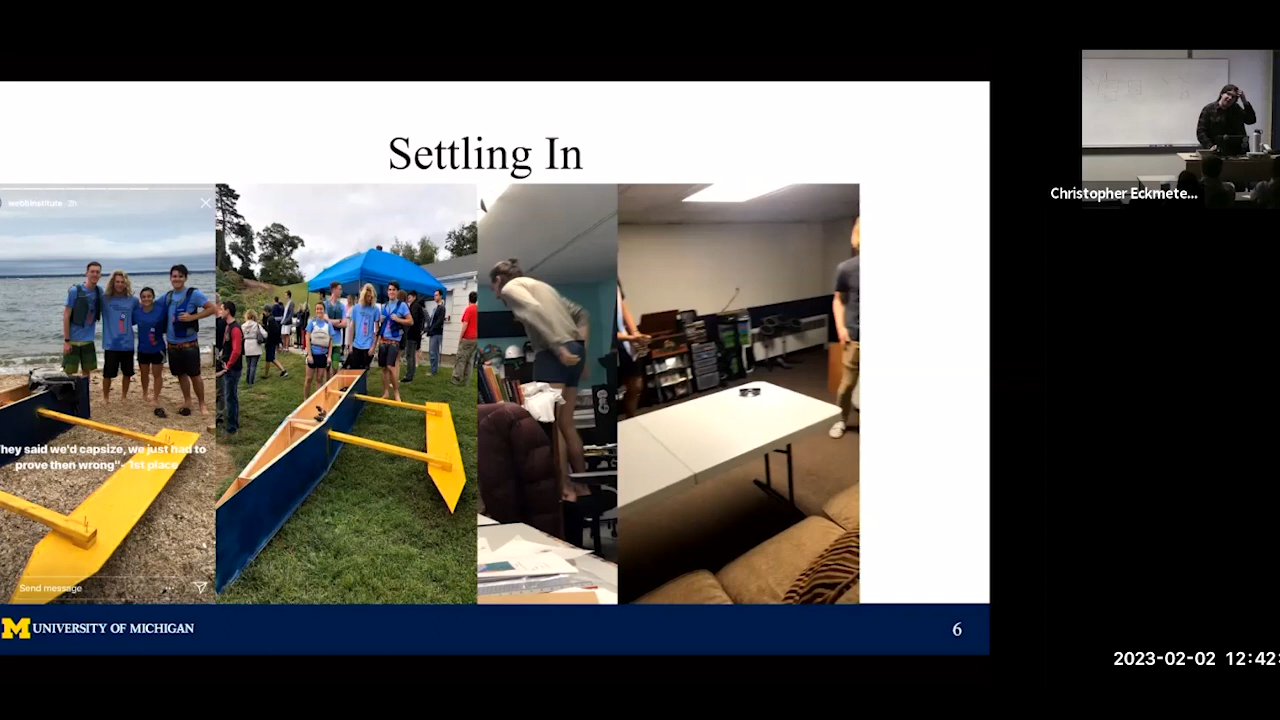 Settling In
webbinstitute 2h
hey said we'd capsize, we just had to
prove then wrong"- 1st place
Send message
M UNIVERSITY OF MICHIGAN
6
Christopher Eckmete...
2023-02-02 12:42: